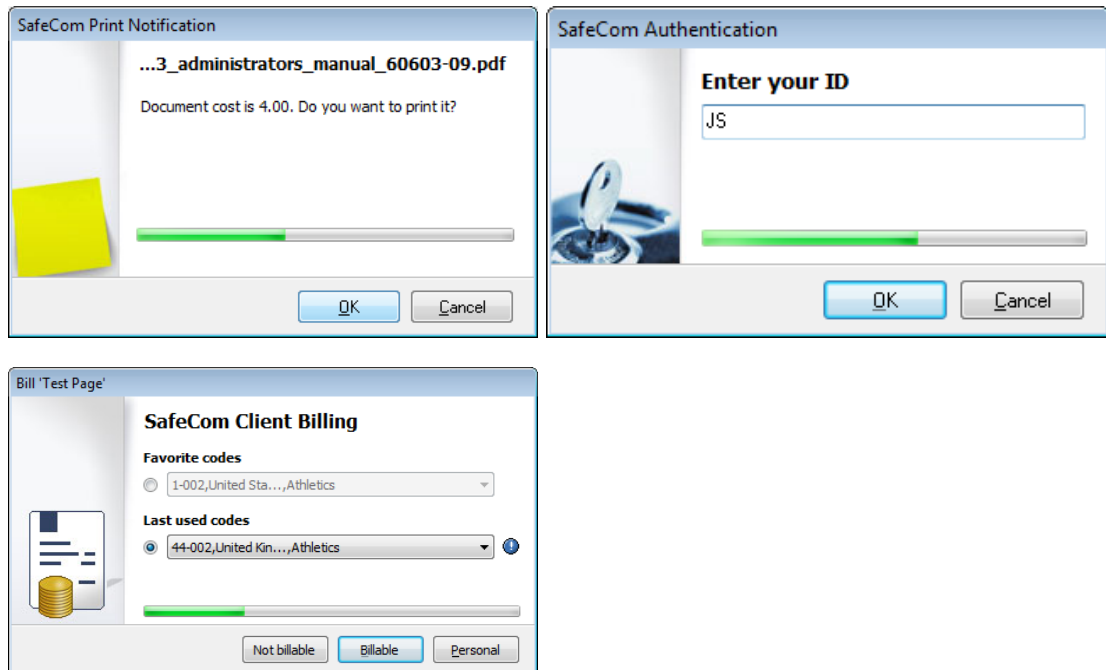 SafeCom Print Notification
...3_administrators_manual_60603-09.pdf
Document cost is 4.00. Do you want to print it?
OK
Cancel
SafeCom Authentication
Enter your ID
JS
OK
Cancel
Bill 'Test Page'
SafeCom Client Billing
Favorite codes
1-002,United Sta...,Athletics
Last used codes
44-002,United Kin...,Athletics
Not billable
Billable
Personal